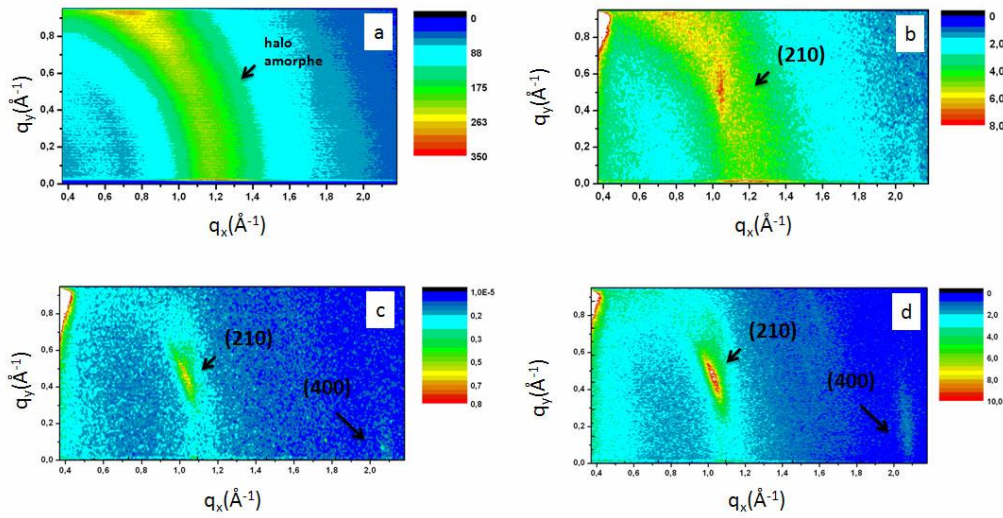 a
halo
amorphe
q_y(Å⁻¹)
0,8
0,6
0,4
0,2
0,0
0,4 0,6 0,8 1,0 1,2 1,4 1,6 1,8 2,0
q_x(Å⁻¹)
0
88
175
263
350
b
(210)
q_y(Å⁻¹)
0,8
0,6
0,4
0,2
0,0
0,4 0,6 0,8 1,0 1,2 1,4 1,6 1,8 2,0
q_x(Å⁻¹)
0
2,0
4,0
6,0
8,0
c
(210)
(400)
q_y(Å⁻¹)
0,8
0,6
0,4
0,2
0,0
0,4 0,6 0,8 1,0 1,2 1,4 1,6 1,8 2,0
q_x(Å⁻¹)
1,0E-5
0,2
0,3
0,5
0,7
0,8
d
(210)
(400)
q_y(Å⁻¹)
0,8
0,6
0,4
0,2
0,0
0,4 0,6 0,8 1,0 1,2 1,4 1,6 1,8 2,0
q_x(Å⁻¹)
0
2,0
4,0
6,0
8,0
10,0